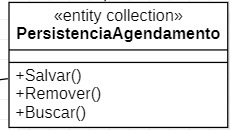 «entity collection»
PersistenciaAgendamento
+Salvar()
+Remover()
+Buscar()